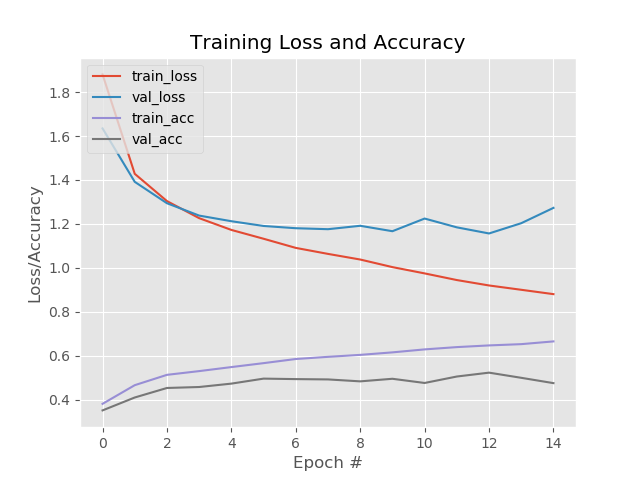 Training Loss and Accuracy
train_loss
val_loss
train_acc
val_acc
1.8
1.6
1.4
1.2
1.0
0.8
0.6
0.4
Loss/Accuracy
0 2 4 6 8 10 12 14
Epoch #